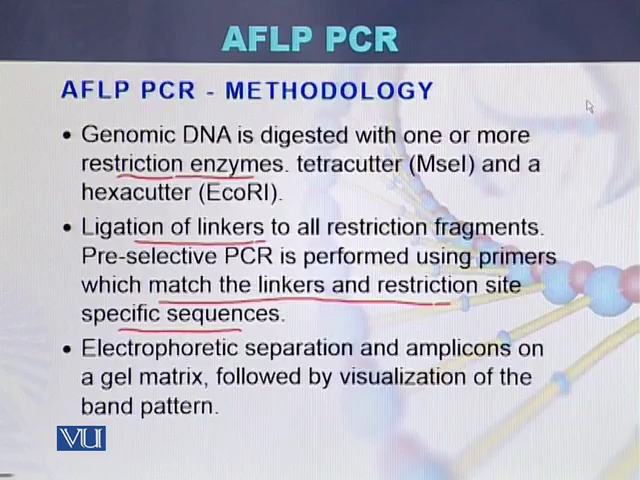 AFLP PCR
AFLP PCR - METHODOLOGY
• Genomic DNA is digested with one or more
restriction enzymes. tetracutter (MseI) and a
hexacutter (EcoRI).
• Ligation of linkers to all restriction fragments.
Pre-selective PCR is performed using primers
which match the linkers and restriction site
specific sequences.
• Electrophoretic separation and amplicons on
a gel matrix, followed by visualization of the
band pattern.
VU